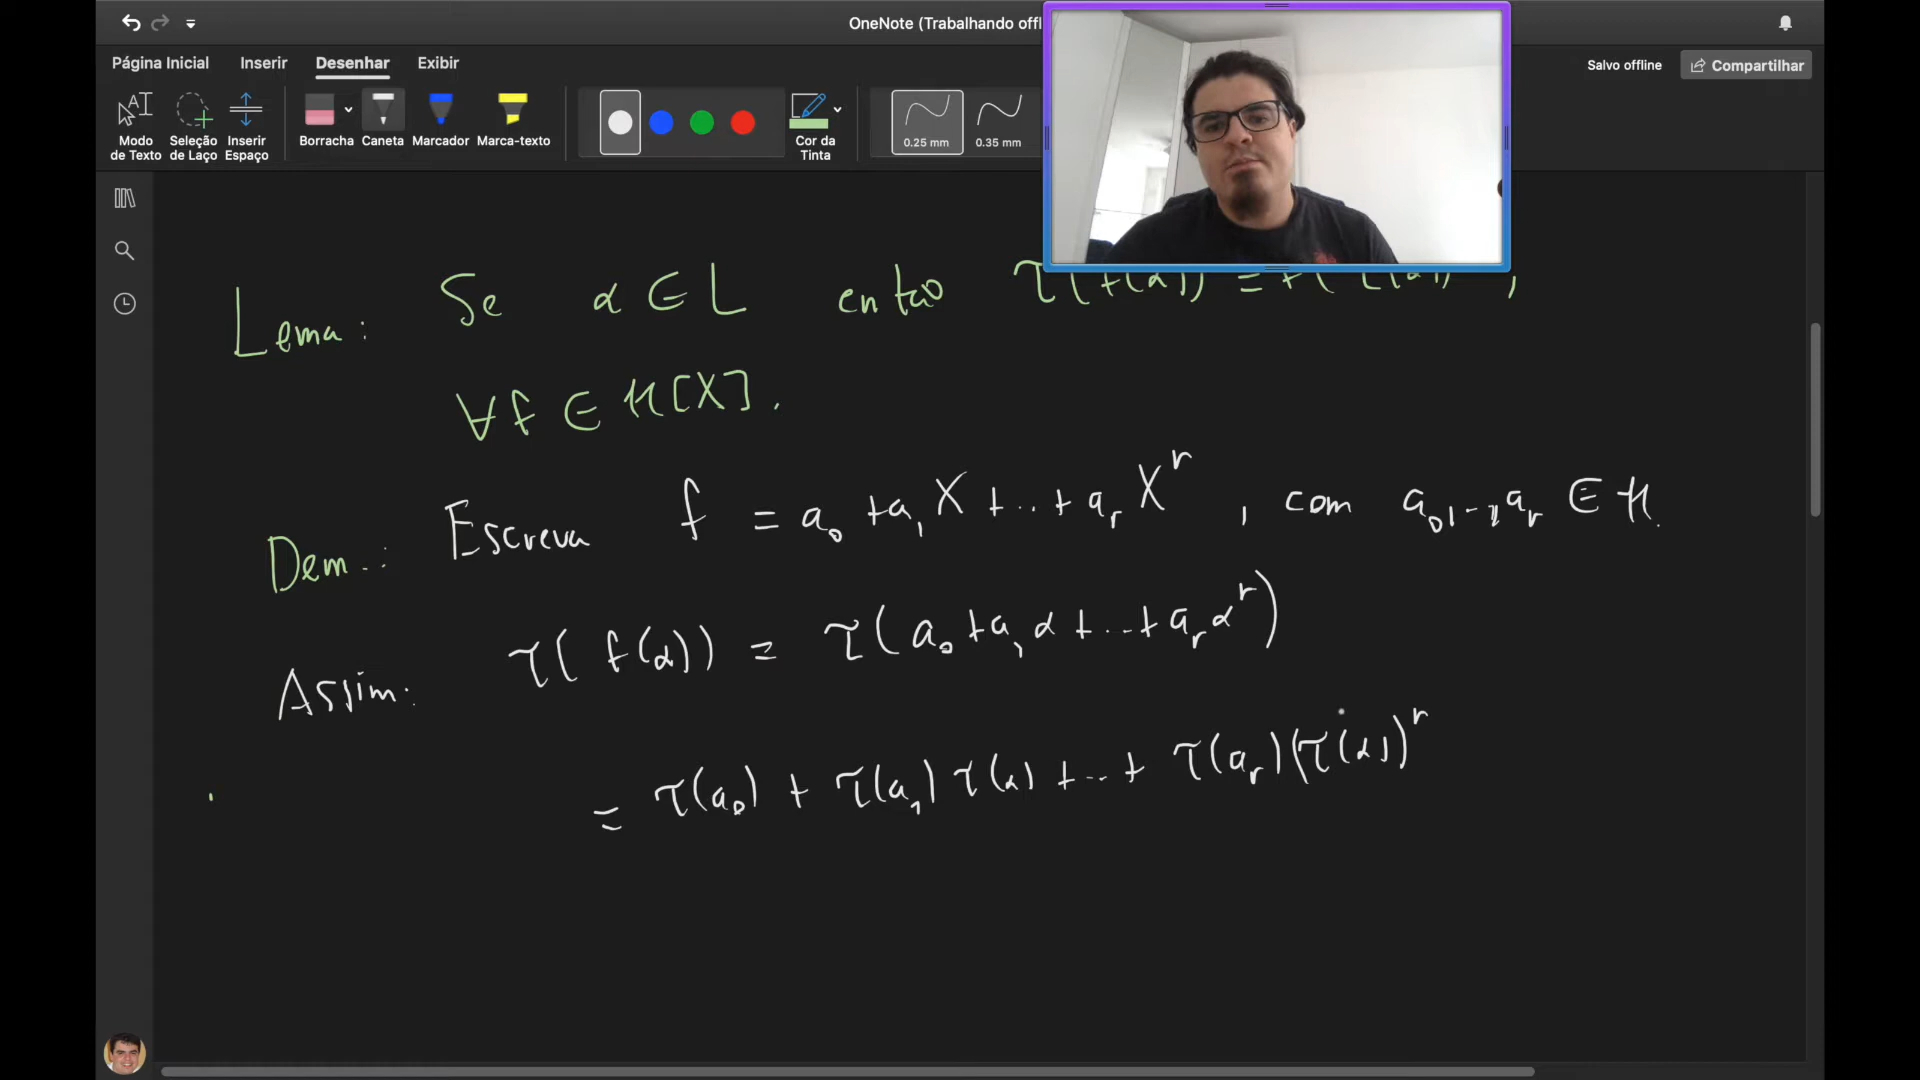 OneNote (Trabalhando offl
Página Inicial Inserir Desenhar Exibir
Salvo offline Compartilhar
Modo de Texto Seleção de Laço Inserir Espaço Borracha Caneta Marcador Marca-texto Cor da Tinta 0.25 mm 0.35 mm
Lema: Se α ∈ L então τ(f(α)) = f(τ(α)),
∀f ∈ K[X].
Dem.: Escreva f = a₀ + a₁X + ... + aᵣXʳ, com a₀, ..., aᵣ ∈ K.
Assim: τ(f(α)) = τ(a₀ + a₁α + ... + aᵣαʳ)
= τ(a₀) + τ(a₁)τ(α) + ... + τ(aᵣ)(τ(α))ʳ